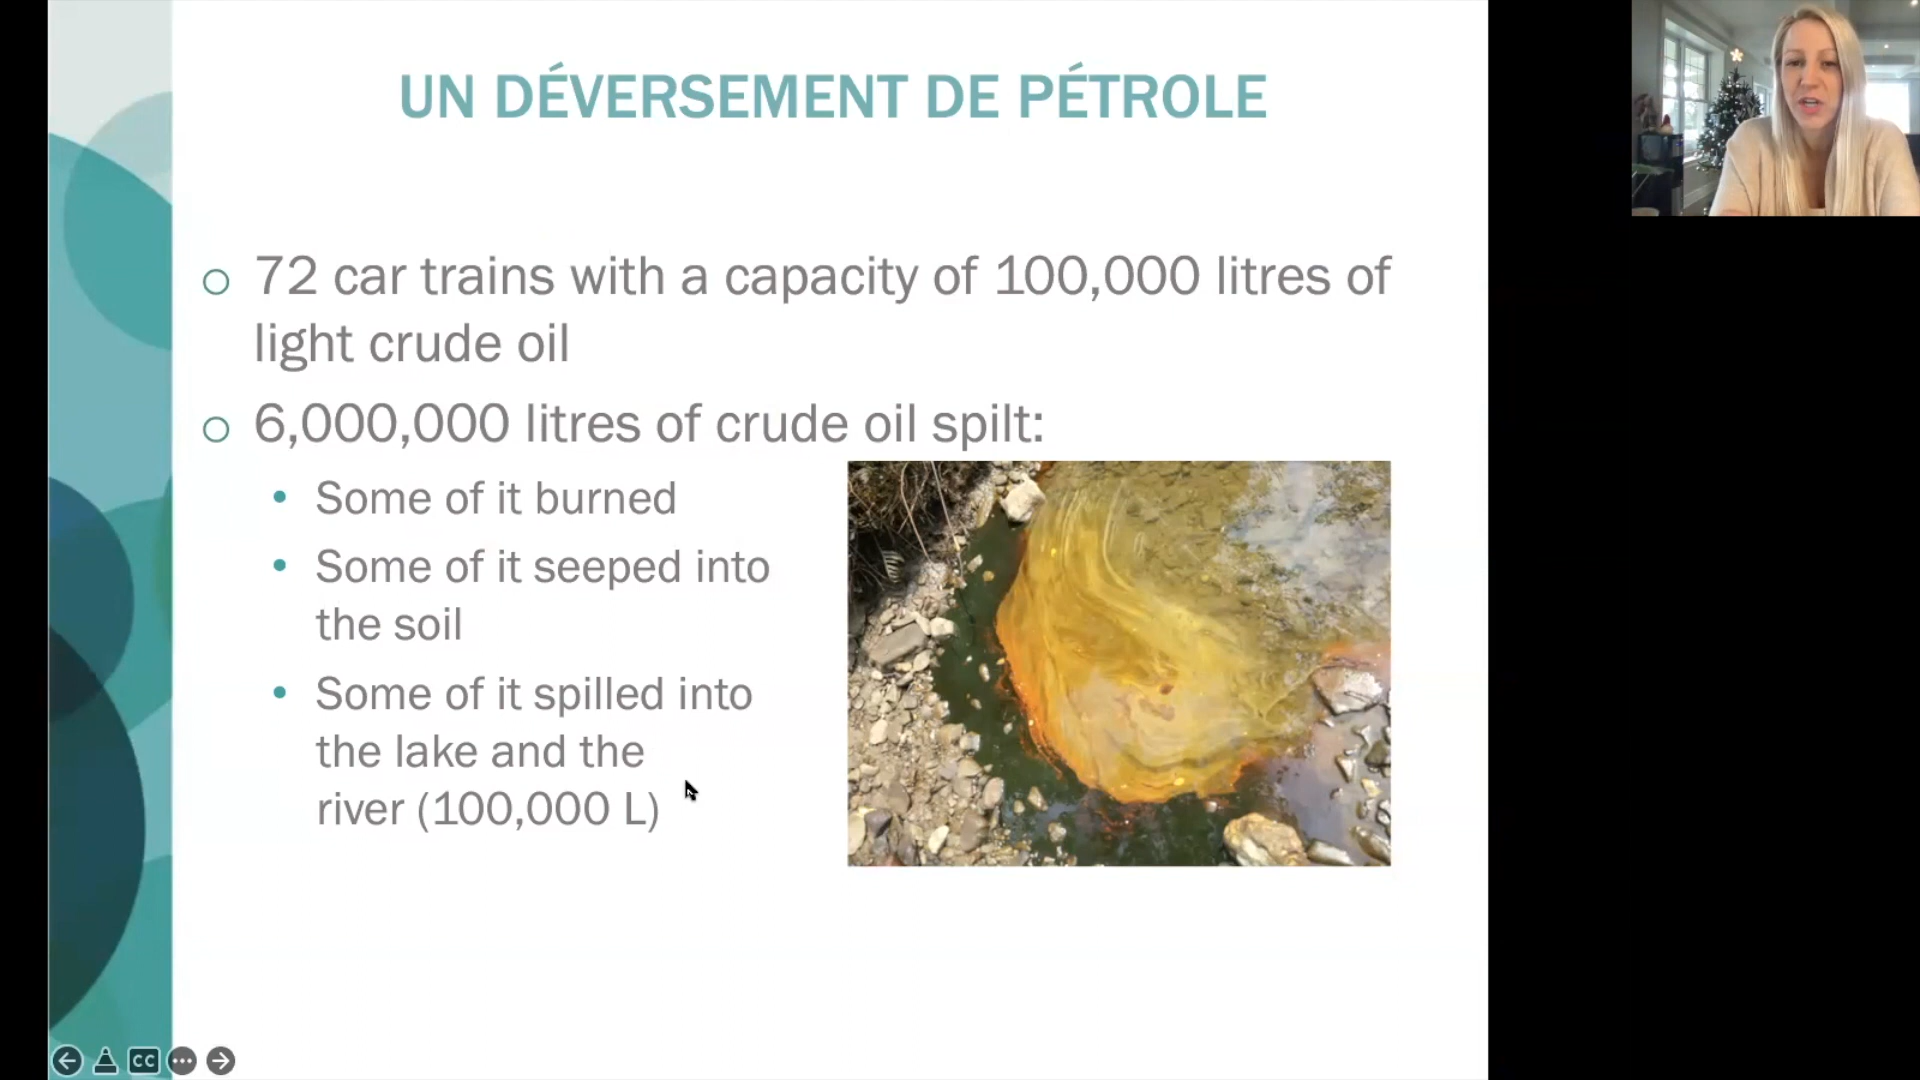 UN DÉVERSEMENT DE PÉTROLE
72 car trains with a capacity of 100,000 litres of
light crude oil
6,000,000 litres of crude oil spilt:
Some of it burned
Some of it seeped into
the soil
Some of it spilled into
the lake and the
river (100,000 L)
CC